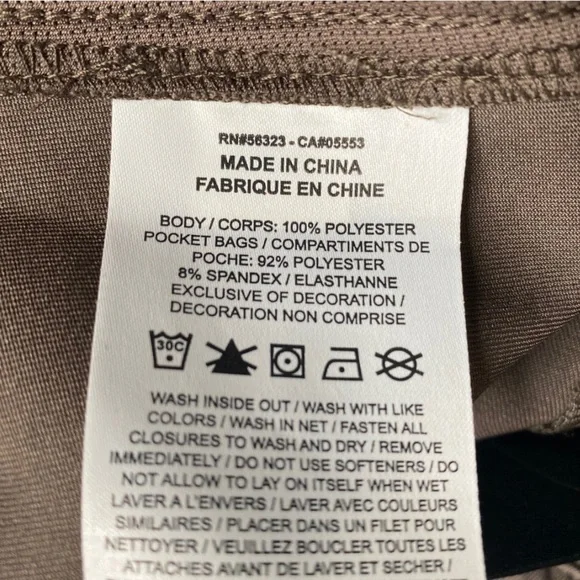 RN#56323 - CA#05553
MADE IN CHINA
FABRIQUE EN CHINE
BODY / CORPS: 100% POLYESTER
POCKET BAGS / COMPARTIMENTS DE
POCHE: 92% POLYESTER
8% SPANDEX / ELASTHANNE
EXCLUSIVE OF DECORATION /
DECORATION NON COMPRISE
30C
WASH INSIDE OUT / WASH WITH LIKE
COLORS / WASH IN NET / FASTEN ALL
CLOSURES TO WASH AND DRY / REMOVE
IMMEDIATELY / DO NOT USE SOFTENERS / DO
NOT ALLOW TO LAY ON ITSELF WHEN WET
LAVER A L'ENVERS / LAVER AVEC COULEURS
SIMILAIRES / PLACER DANS UN FILET POUR
NETTOYER / VEUILLEZ BOUCLER TOUTES LES
ATTACHES AVANT DE LAVER ET SECHER /